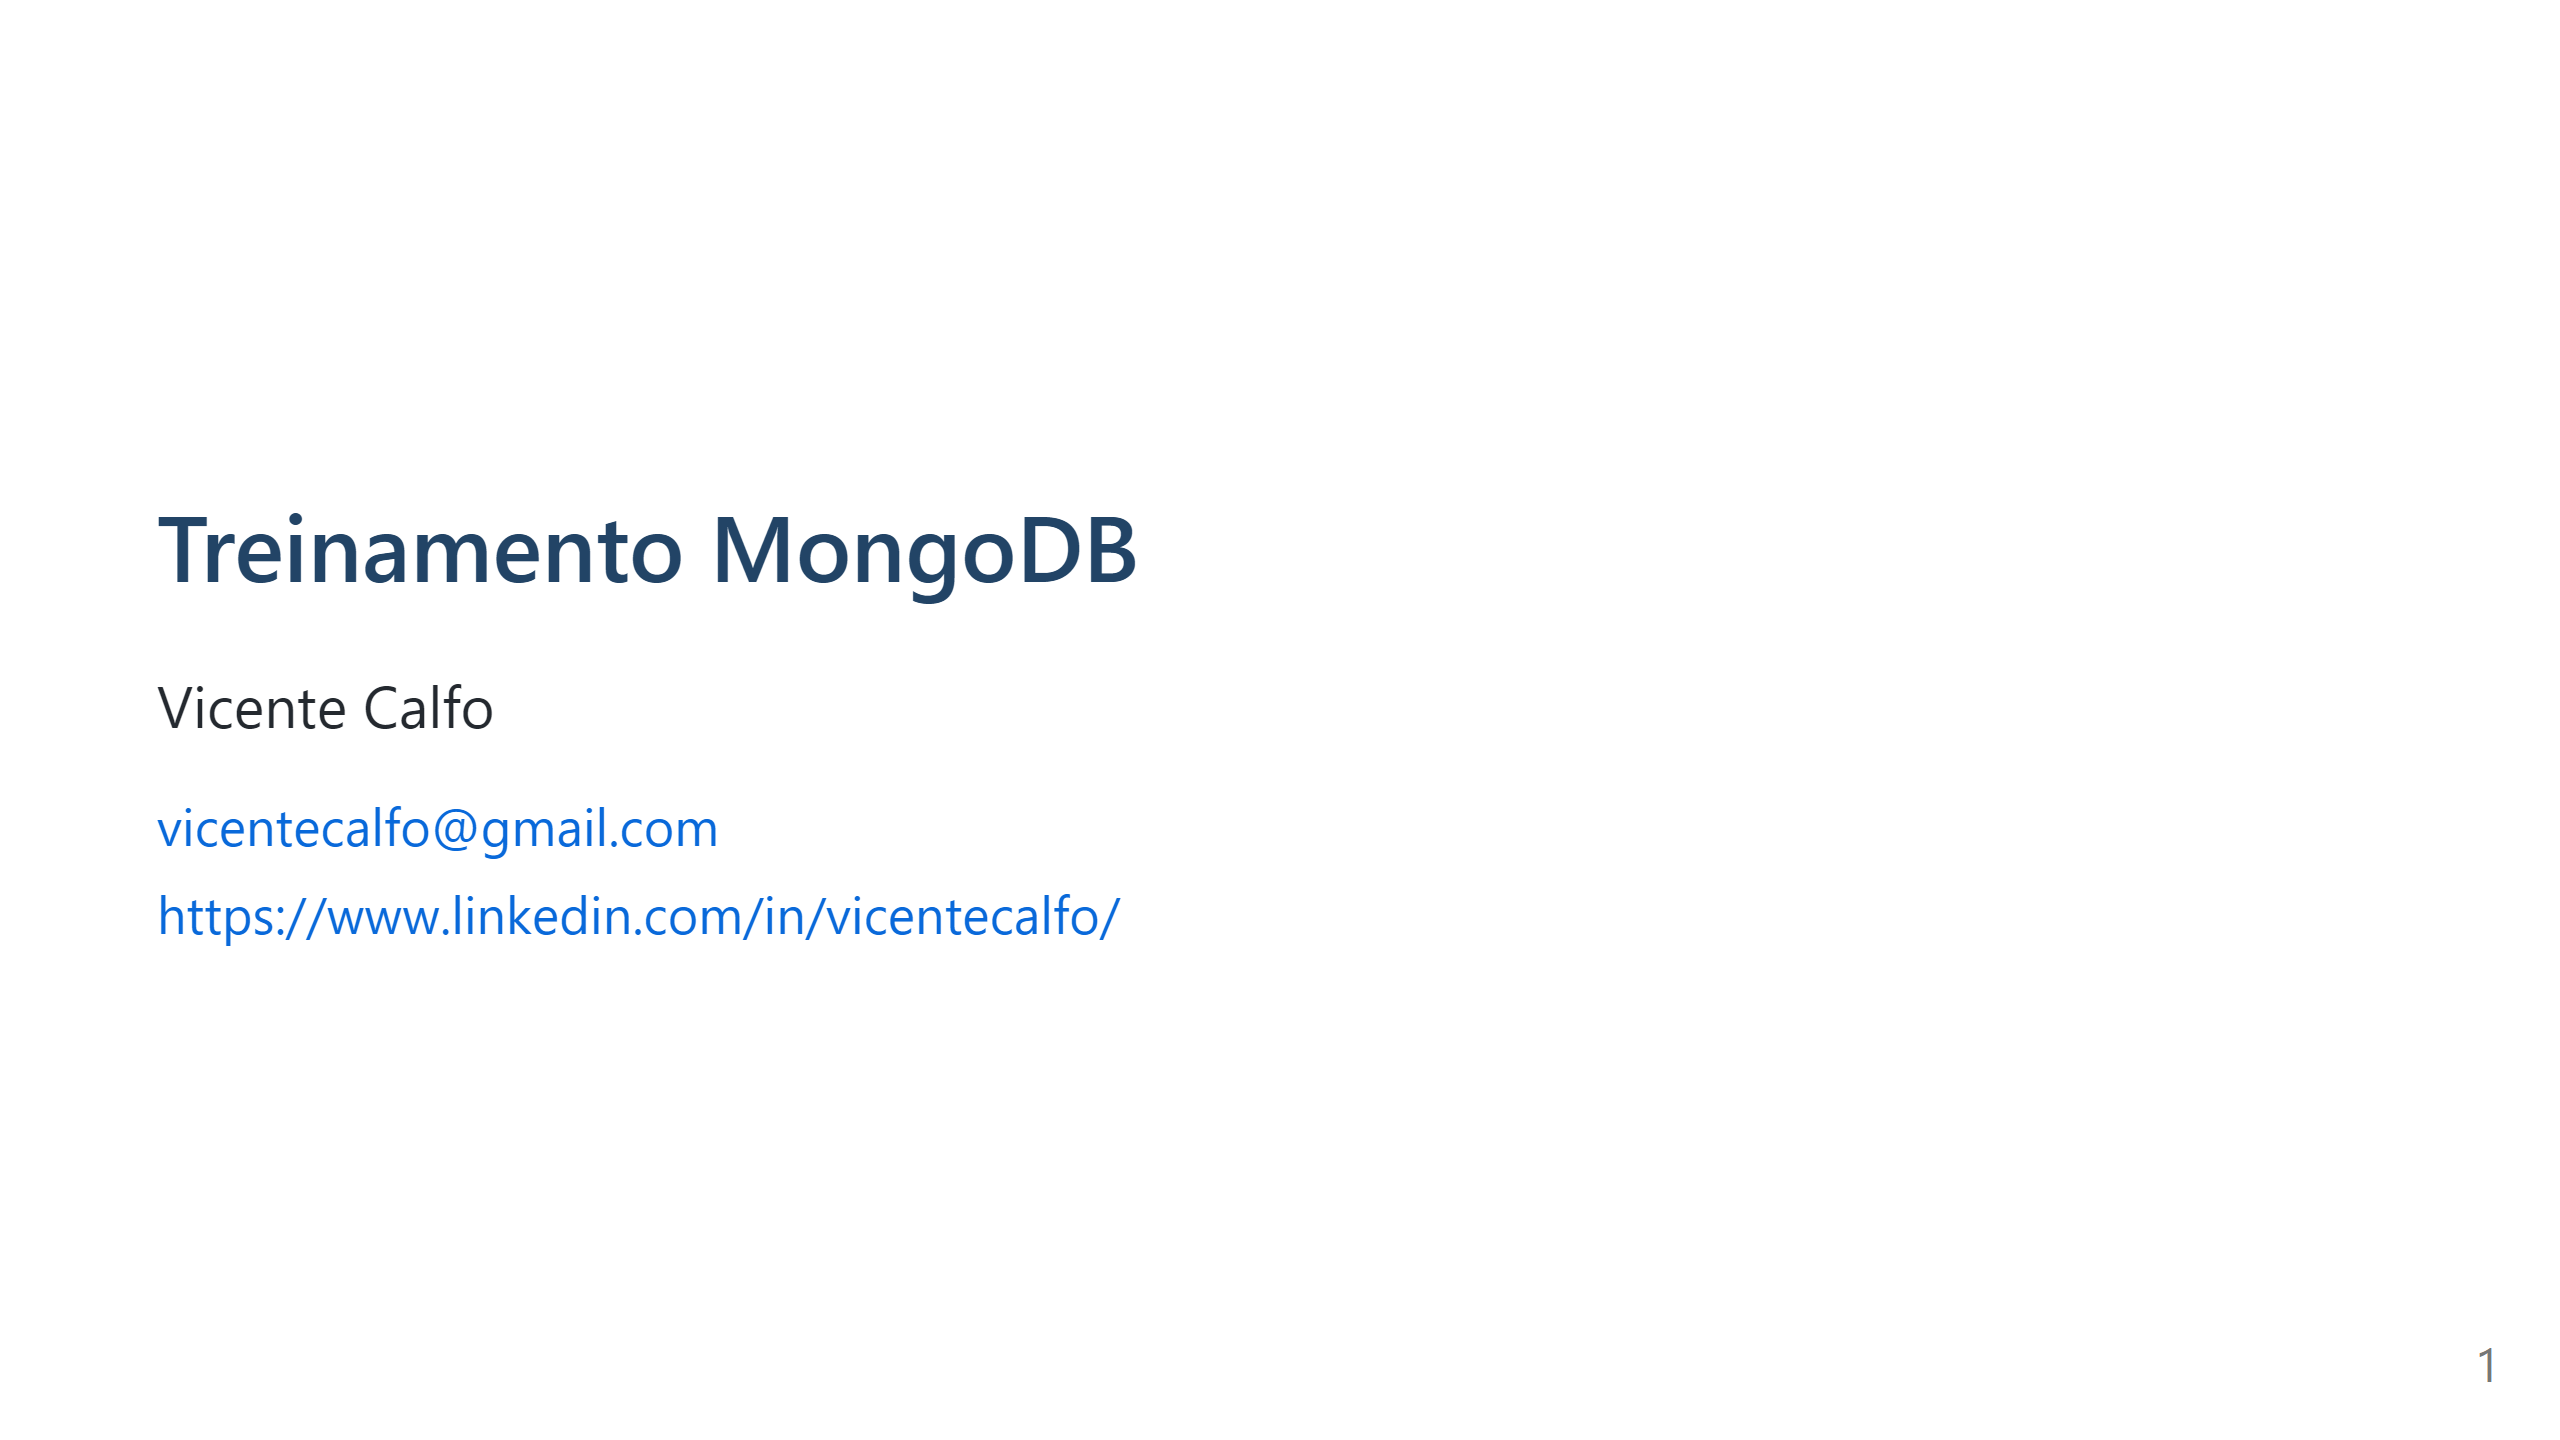 Treinamento MongoDB
Vicente Calfo
vicentecalfo@gmail.com
https://www.linkedin.com/in/vicentecalfo/
1